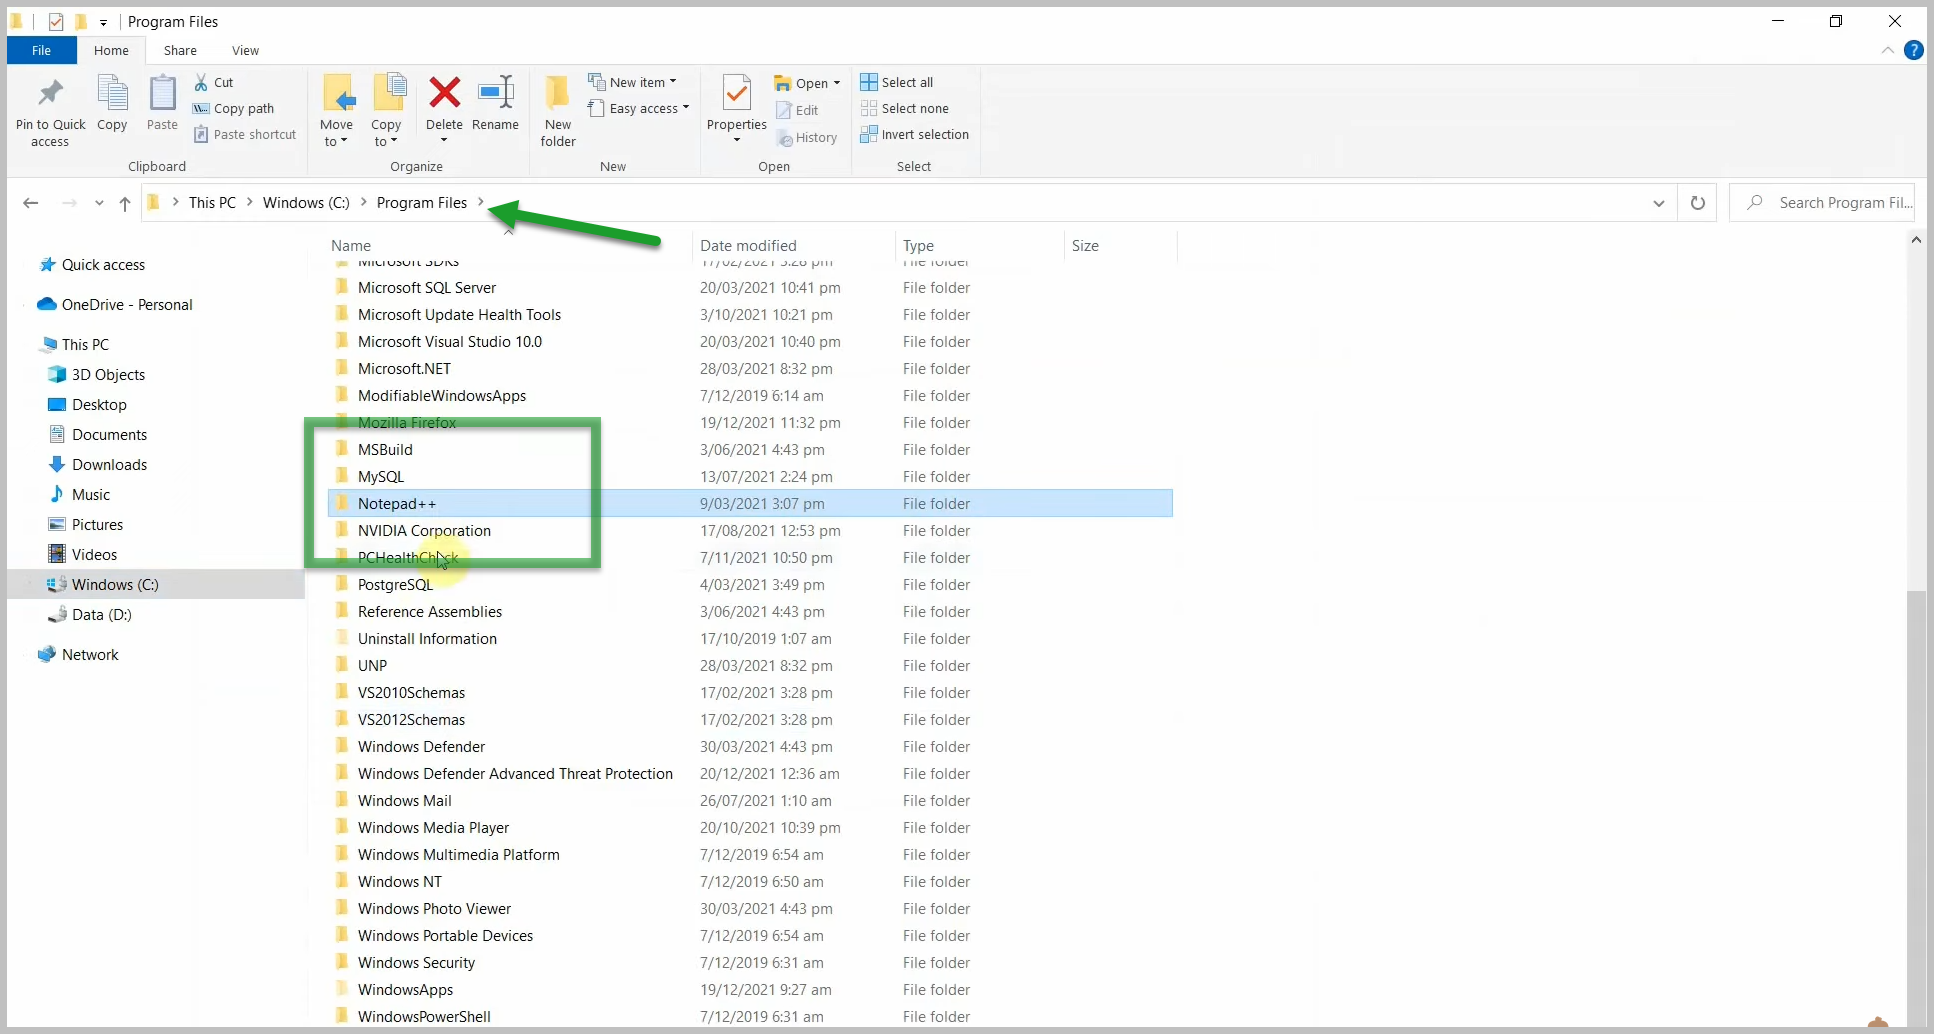 Program Files
File Home Share View
Pin to Quick access
Copy
Paste
Cut
Copy path
Paste shortcut
Clipboard
Move to
Copy to
Delete
Rename
Organize
New folder
New item
Easy access
New
Properties
Open
Edit
History
Open
Select all
Select none
Invert selection
Select
This PC > Windows (C:) > Program Files >
Search Program Fil...
Name Date modified Type Size
Quick access
OneDrive - Personal
This PC
3D Objects
Desktop
Documents
Downloads
Music
Pictures
Videos
Windows (C:)
Data (D:)
Network
Microsoft SDKs 17/02/2021 3:28 pm File folder
Microsoft SQL Server 20/03/2021 10:41 pm File folder
Microsoft Update Health Tools 3/10/2021 10:21 pm File folder
Microsoft Visual Studio 10.0 20/03/2021 10:40 pm File folder
Microsoft.NET 28/03/2021 8:32 pm File folder
ModifiableWindowsApps 7/12/2019 6:14 am File folder
Mozilla Firefox 19/12/2021 11:32 pm File folder
MSBuild 3/06/2021 4:43 pm File folder
MySQL 13/07/2021 2:24 pm File folder
Notepad++ 9/03/2021 3:07 pm File folder
NVIDIA Corporation 17/08/2021 12:53 pm File folder
PCHealthCheck 7/11/2021 10:50 pm File folder
PostgreSQL 4/03/2021 3:49 pm File folder
Reference Assemblies 3/06/2021 4:43 pm File folder
Uninstall Information 17/10/2019 1:07 am File folder
UNP 28/03/2021 8:32 pm File folder
VS2010Schemas 17/02/2021 3:28 pm File folder
VS2012Schemas 17/02/2021 3:28 pm File folder
Windows Defender 30/03/2021 4:43 pm File folder
Windows Defender Advanced Threat Protection 20/12/2021 12:36 am File folder
Windows Mail 26/07/2021 1:10 am File folder
Windows Media Player 20/10/2021 10:39 pm File folder
Windows Multimedia Platform 7/12/2019 6:54 am File folder
Windows NT 7/12/2019 6:50 am File folder
Windows Photo Viewer 30/03/2021 4:43 pm File folder
Windows Portable Devices 7/12/2019 6:54 am File folder
Windows Security 7/12/2019 6:31 am File folder
WindowsApps 19/12/2021 9:27 am File folder
WindowsPowerShell 7/12/2019 6:31 am File folder